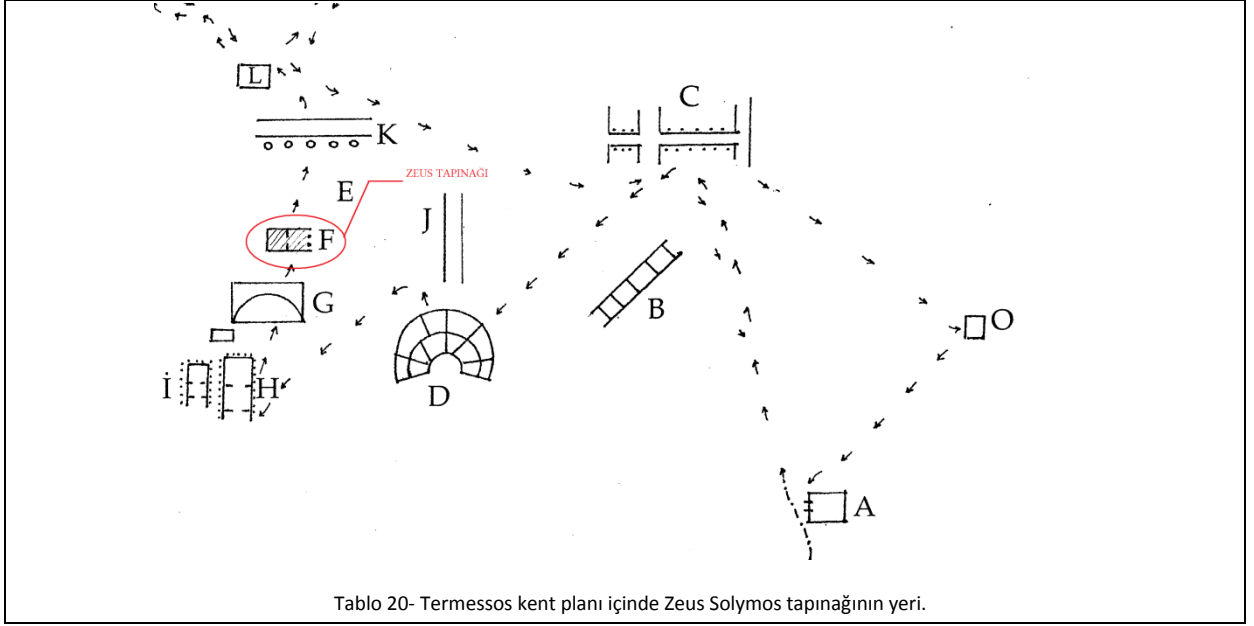 L
C
K
ZEUS TAPINAĞI
E
J
F
G
B
O
İ
H
D
A
Tablo 20- Termessos kent planı içinde Zeus Solymos tapınağının yeri.